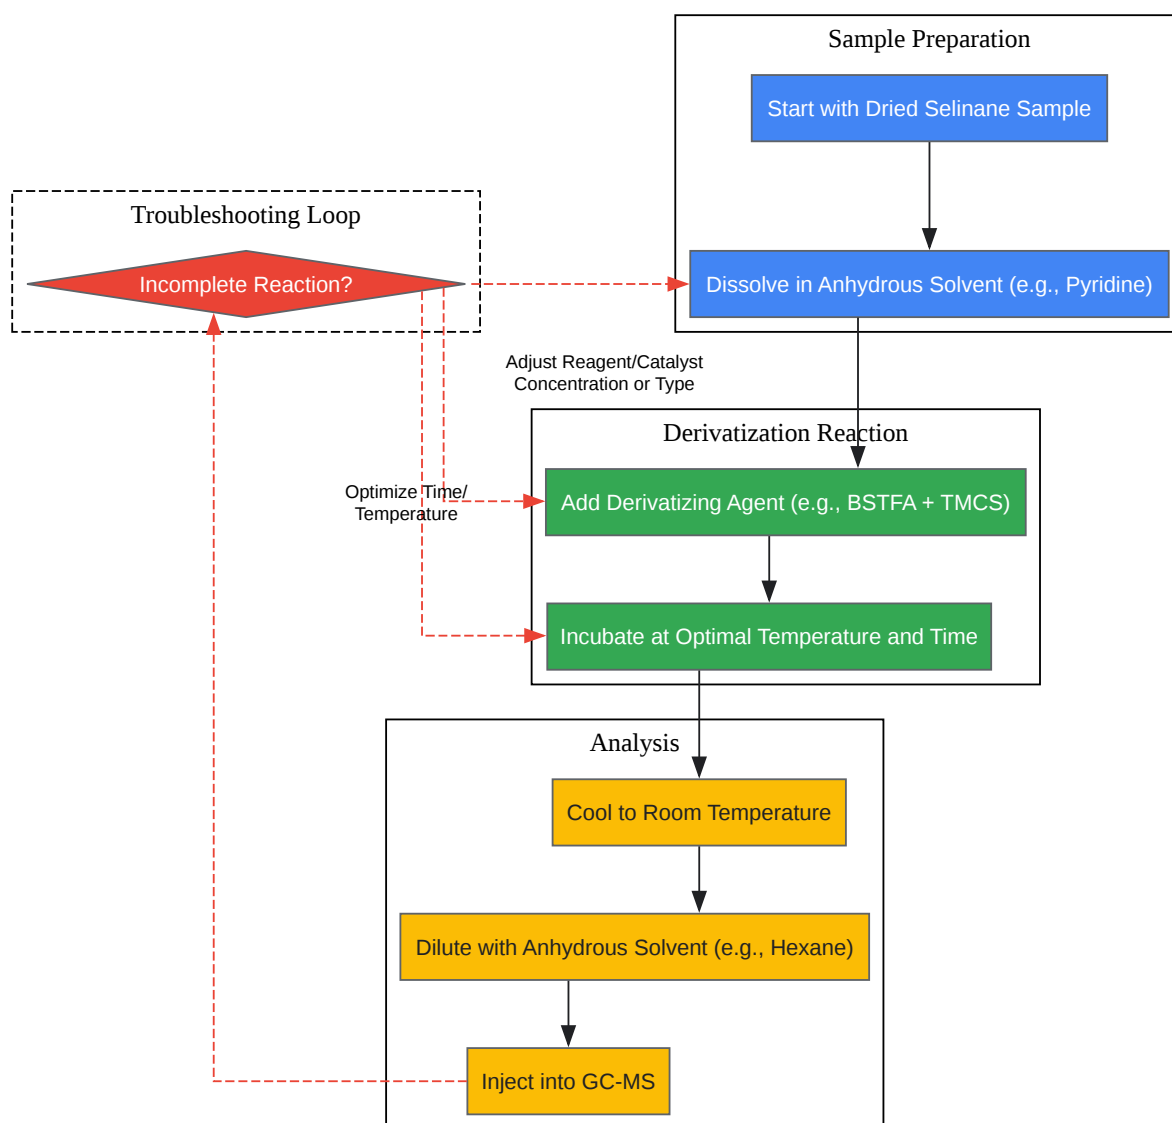 Sample Preparation
Start with Dried Selinane Sample
Troubleshooting Loop
Incomplete Reaction?
Dissolve in Anhydrous Solvent (e.g., Pyridine)
Adjust Reagent/Catalyst
Concentration or Type
Derivatization Reaction
Optimize Time/
Temperature
Add Derivatizing Agent (e.g., BSTFA + TMCS)
Incubate at Optimal Temperature and Time
Analysis
Cool to Room Temperature
Dilute with Anhydrous Solvent (e.g., Hexane)
Inject into GC-MS